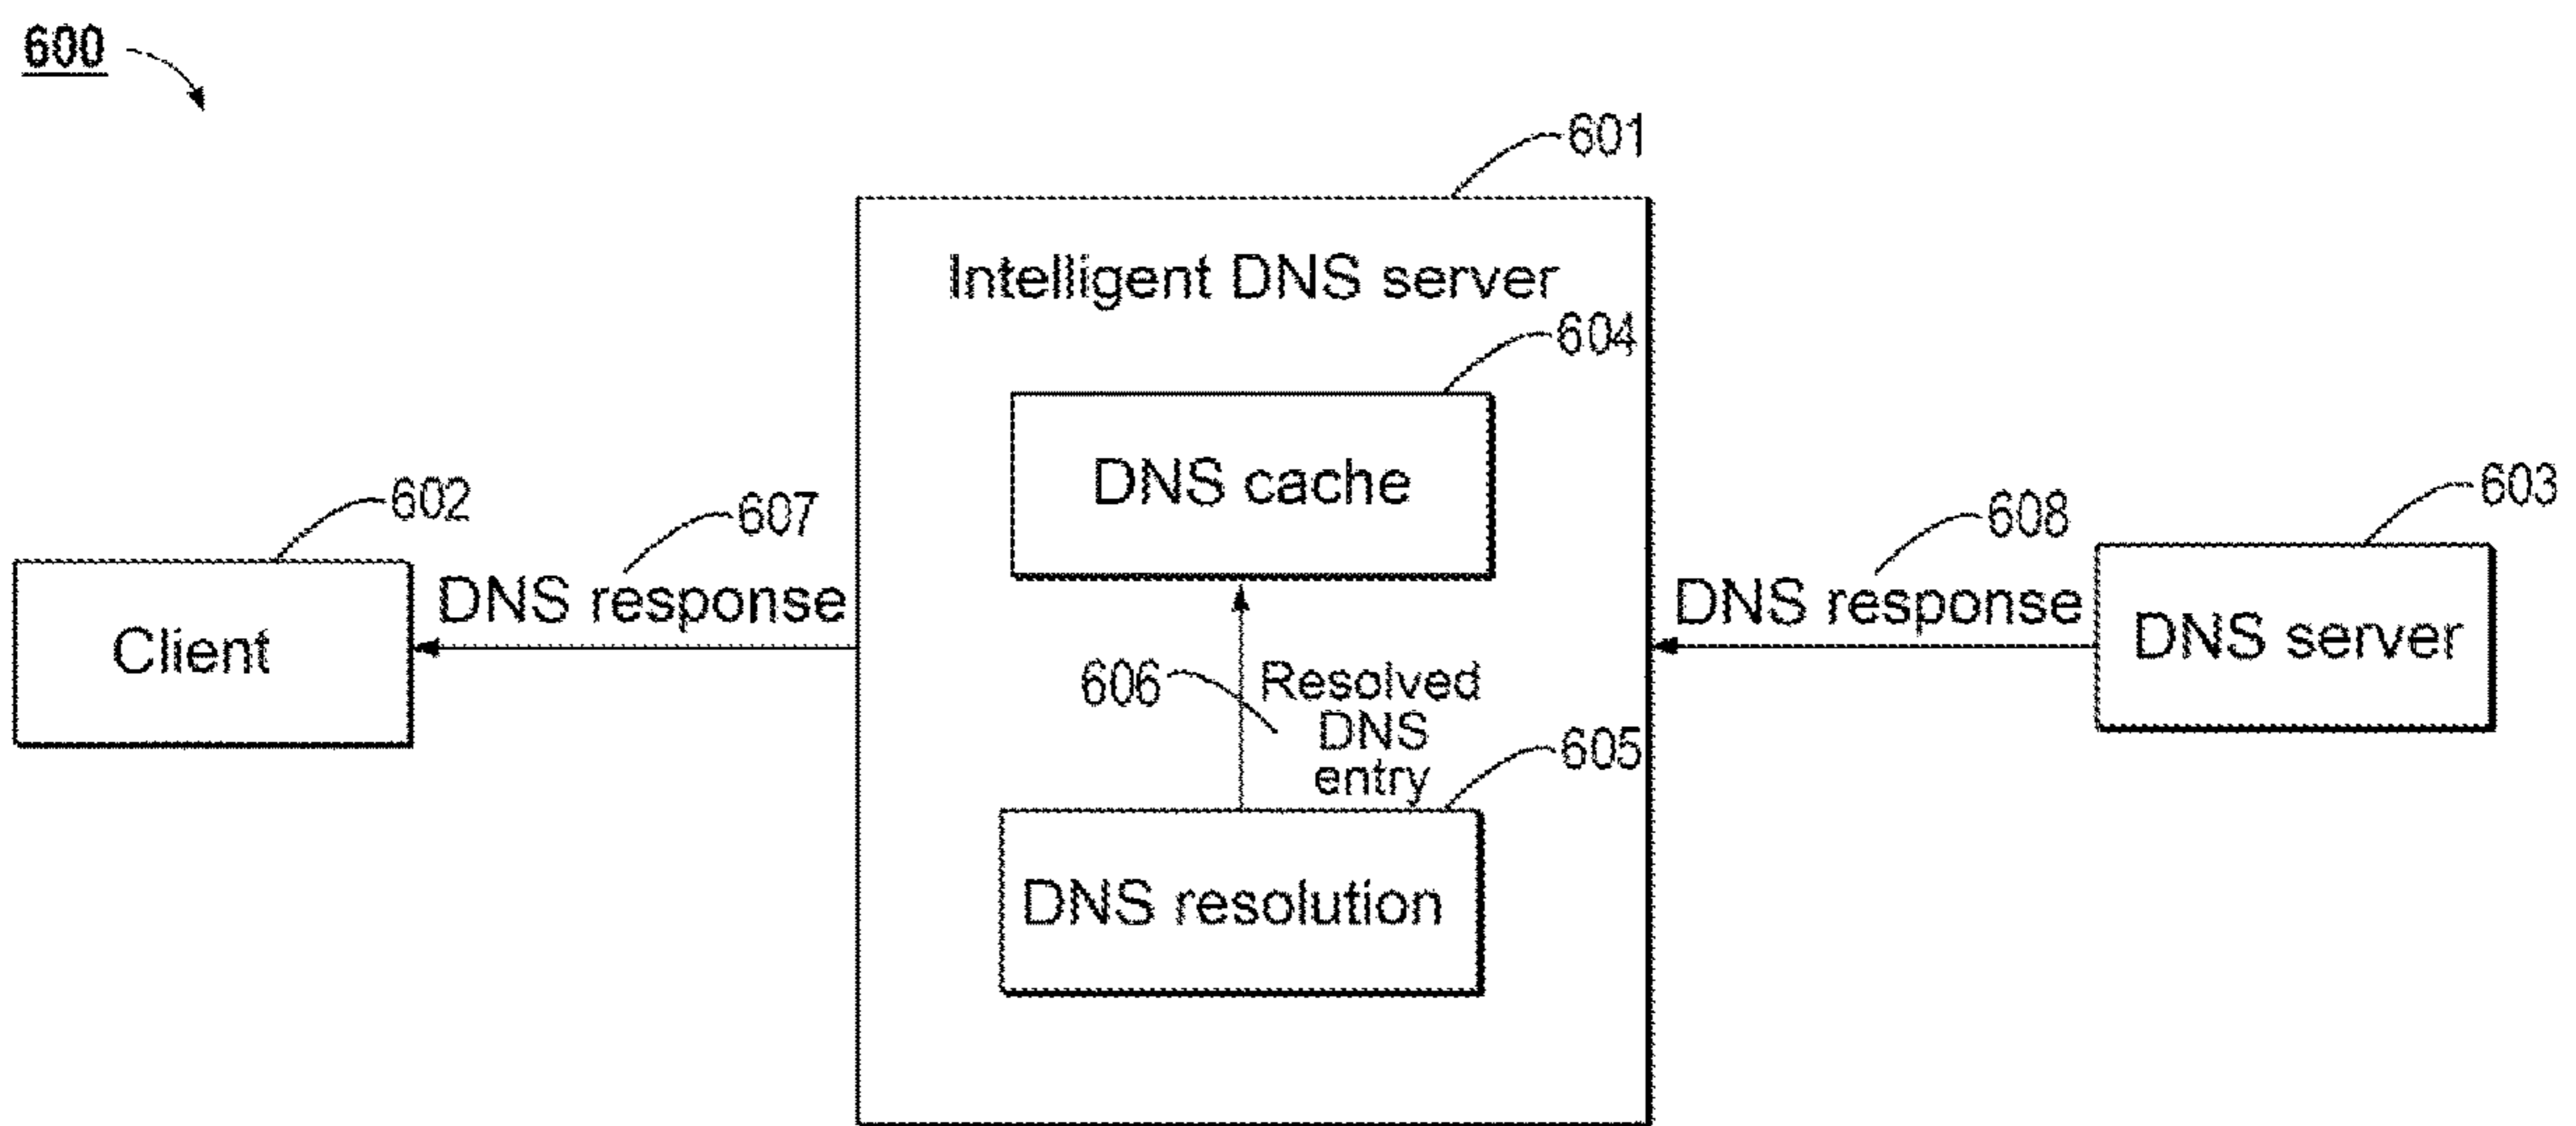 600
601
Intelligent DNS server
604
DNS cache
602
607
608
603
Client
DNS response
DNS response
DNS server
606
Resolved
DNS
entry
605
DNS resolution